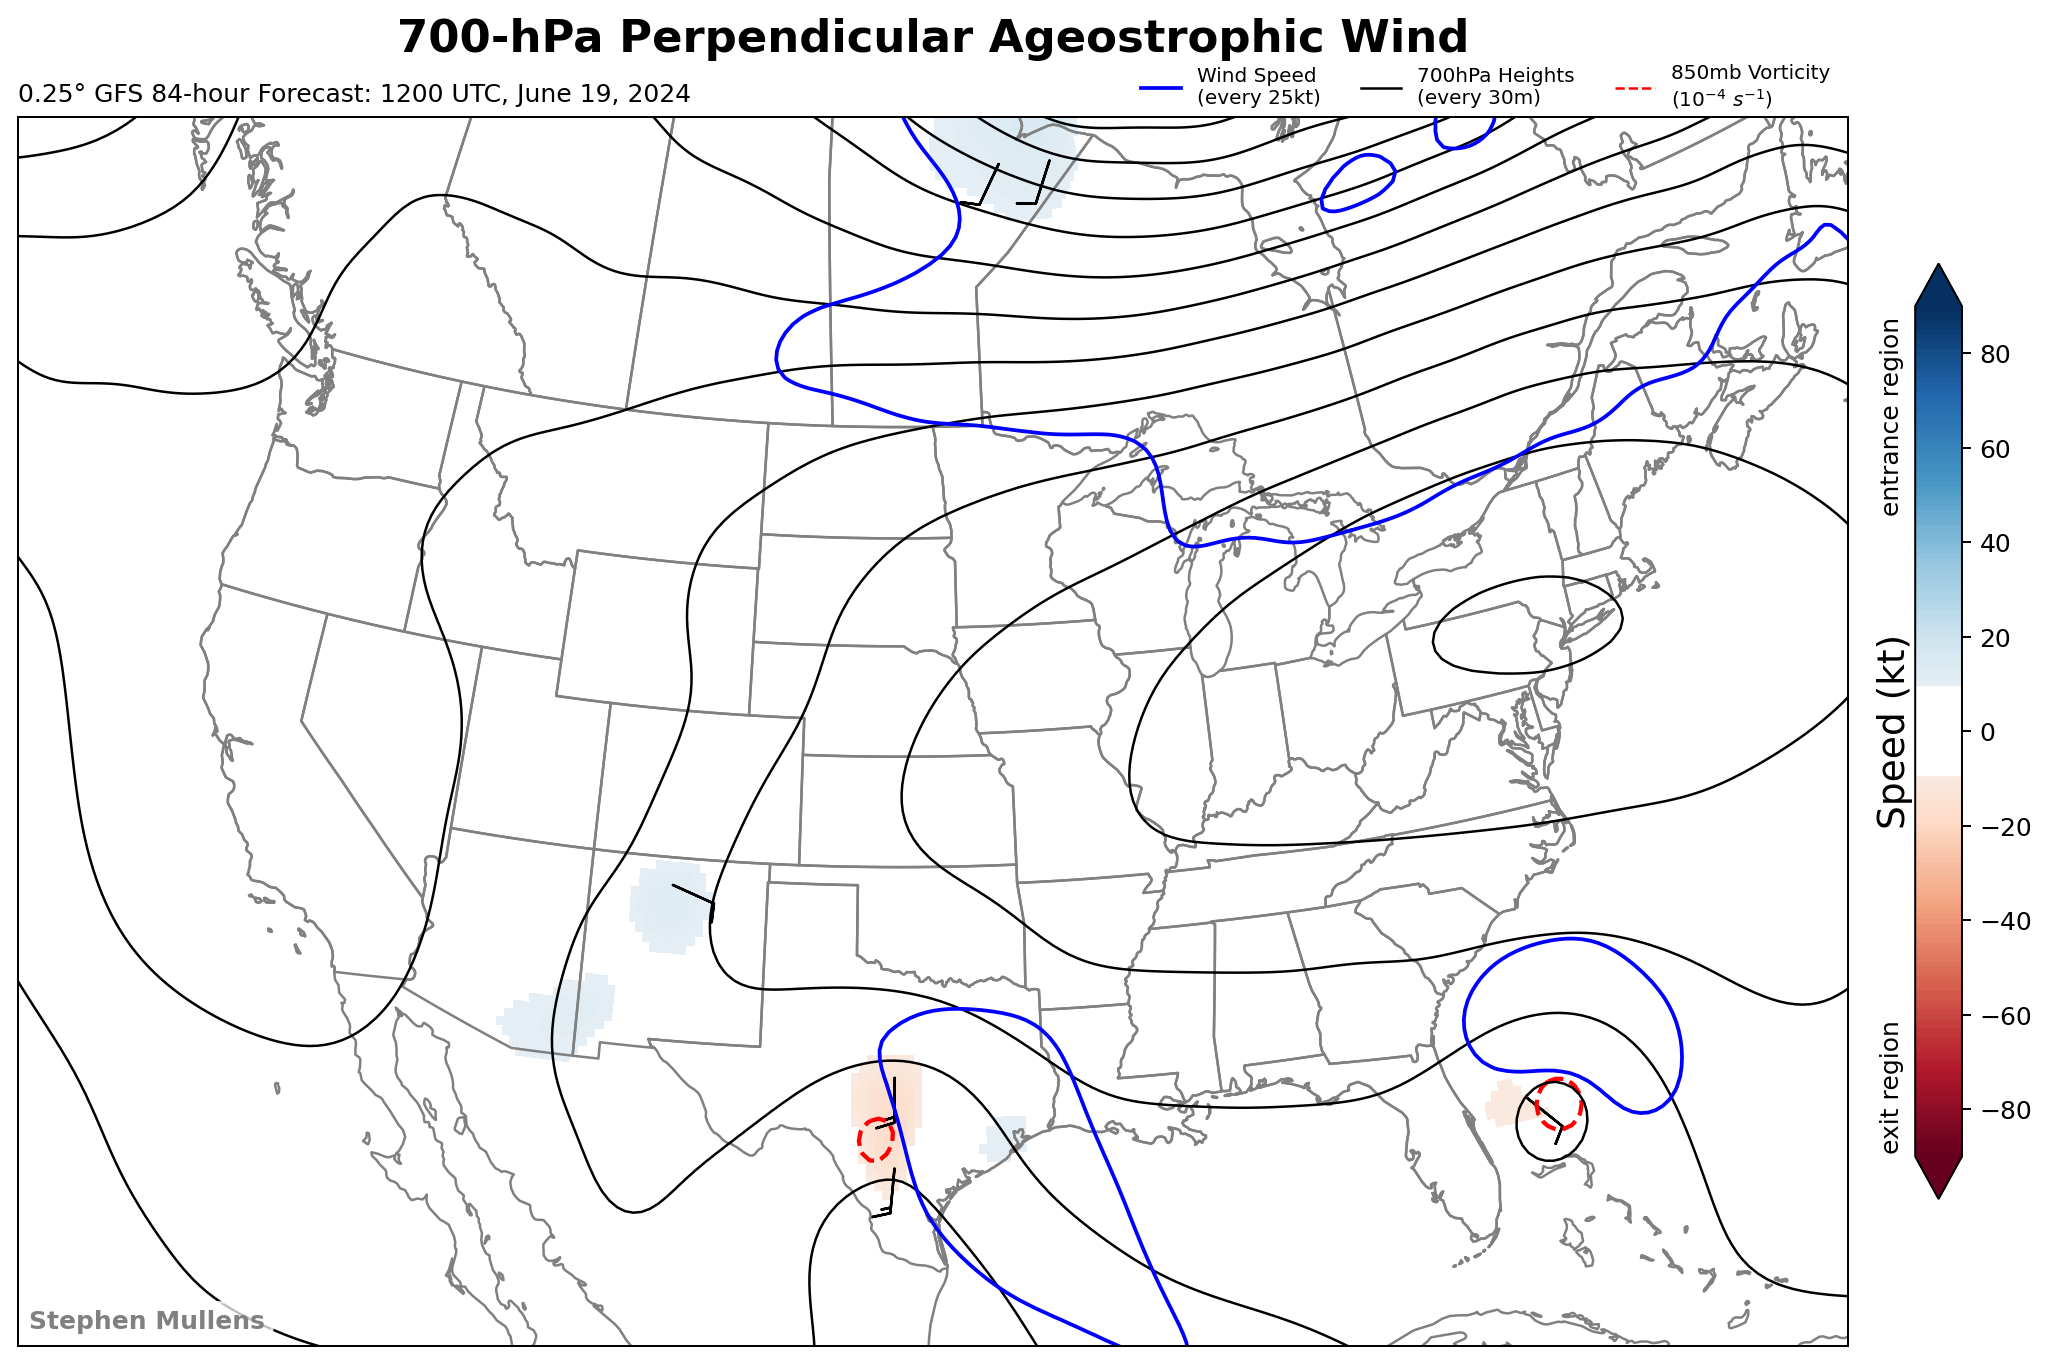 700-hPa Perpendicular Ageostrophic Wind
0.25° GFS 84-hour Forecast: 1200 UTC, June 19, 2024
Wind Speed
(every 25kt)
700hPa Heights
(every 30m)
850mb Vorticity
(10⁻⁴ s⁻¹)
entrance region
Speed (kt)
exit region
80
60
40
20
0
−20
−40
−60
−80
Stephen Mullens